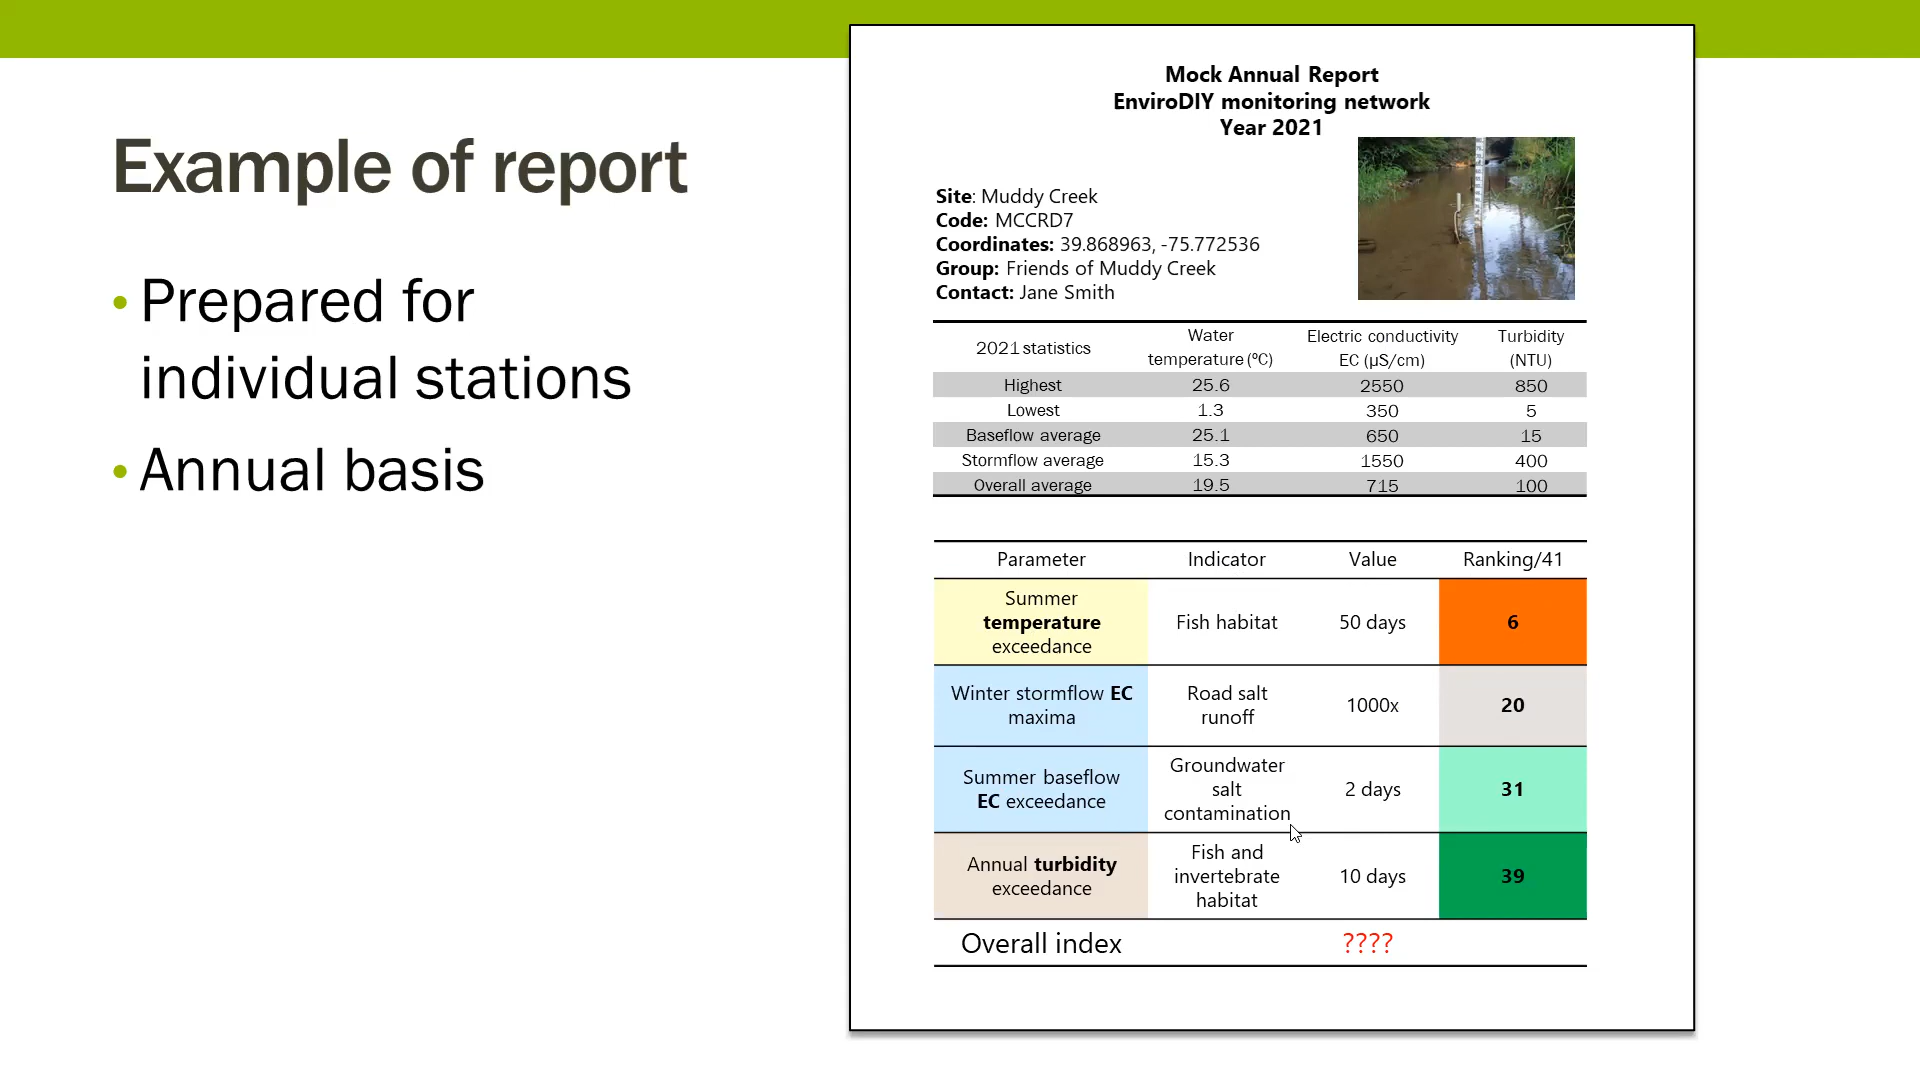 Example of report
• Prepared for
individual stations
• Annual basis
Mock Annual Report
EnviroDIY monitoring network
Year 2021
Site: Muddy Creek
Code: MCCRD7
Coordinates: 39.868963, -75.772536
Group: Friends of Muddy Creek
Contact: Jane Smith
2021 statistics Water temperature (ºC) Electric conductivity EC (µS/cm) Turbidity (NTU)
Highest 25.6 2550 850
Lowest 1.3 350 5
Baseflow average 25.1 650 15
Stormflow average 15.3 1550 400
Overall average 19.5 715 100
Parameter Indicator Value Ranking/41
Summer temperature exceedance Fish habitat 50 days 6
Winter stormflow EC maxima Road salt runoff 1000x 20
Summer baseflow EC exceedance Groundwater salt contamination 2 days 31
Annual turbidity exceedance Fish and invertebrate habitat 10 days 39
Overall index ????